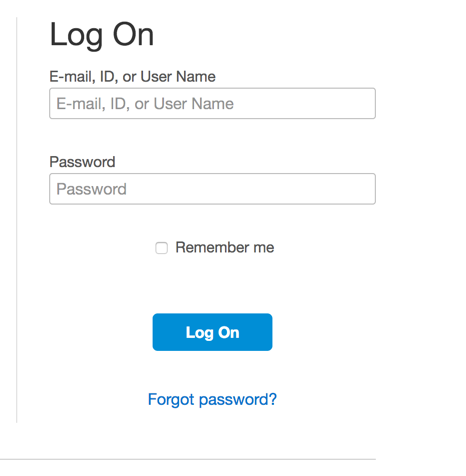 Log On
E-mail, ID, or User Name
E-mail, ID, or User Name
Password
Password
Remember me
Log On
Forgot password?